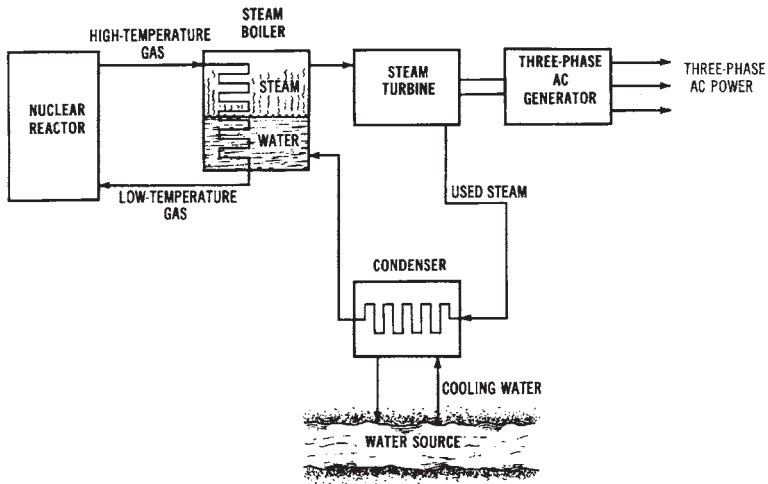 STEAM
BOILER
HIGH-TEMPERATURE
GAS
NUCLEAR
REACTOR
STEAM
WATER
STEAM
TURBINE
THREE-PHASE
AC
GENERATOR
THREE-PHASE
AC POWER
LOW-TEMPERATURE
GAS
USED STEAM
CONDENSER
COOLING WATER
WATER SOURCE